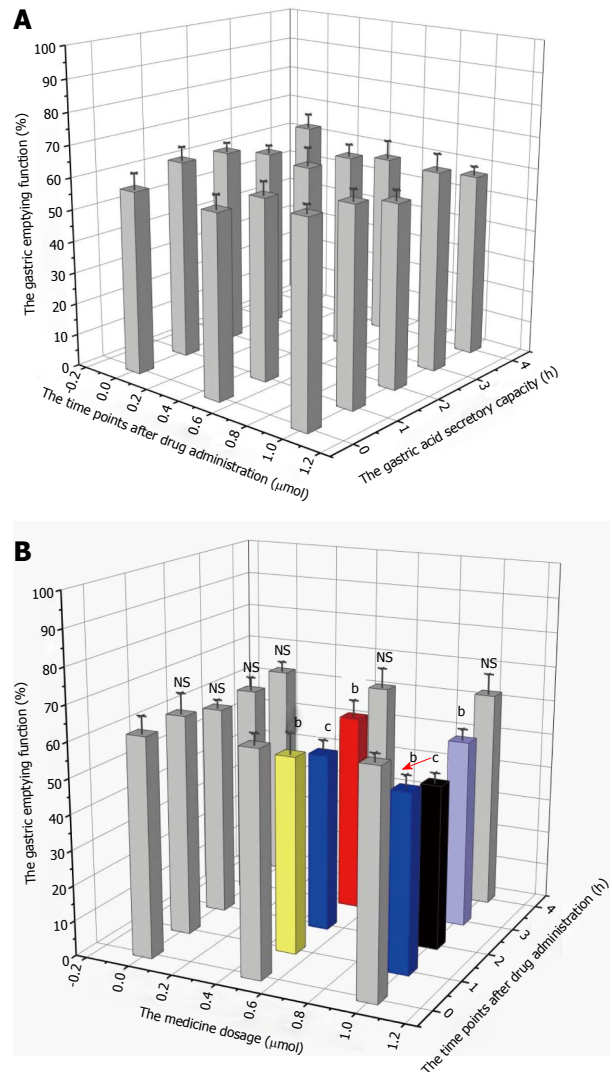 A
100
90
80
70
60
50
40
30
20
10
0
The gastric emptying function (%)
-0.2
0.0
0.2
0.4
0.6
0.8
1.0
1.2
The time points after drug administration (μmol)
0
1
2
3
4
The gastric acid secretory capacity (h)
B
100
90
80
70
60
50
40
30
20
10
0
The gastric emptying function (%)
NS
NS
NS
NS
b
c
b
NS
b
c
b
NS
-0.2
0.0
0.2
0.4
0.6
0.8
1.0
1.2
The medicine dosage (μmol)
0
1
2
3
4
The time points after drug administration (h)